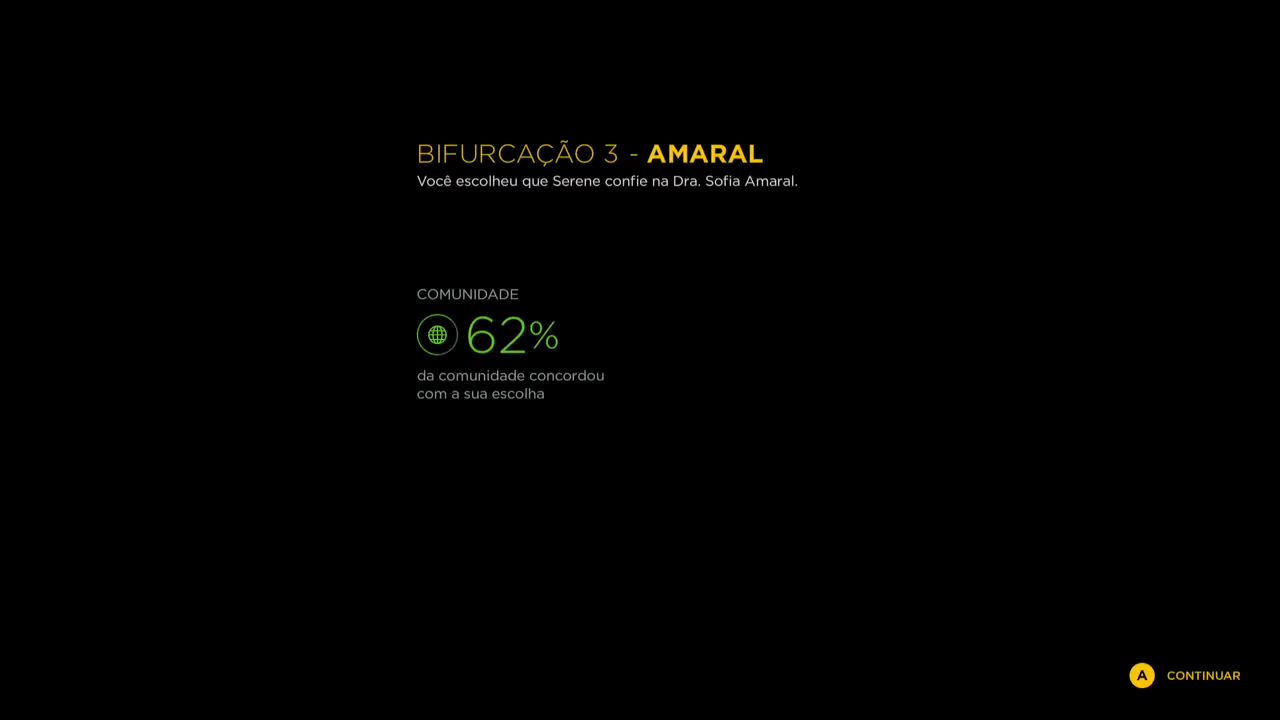 BIFURCAÇÃO 3 - AMARAL
Você escolheu que Serene confie na Dra. Sofia Amaral.
COMUNIDADE
62%
da comunidade concordou
com a sua escolha
A CONTINUAR